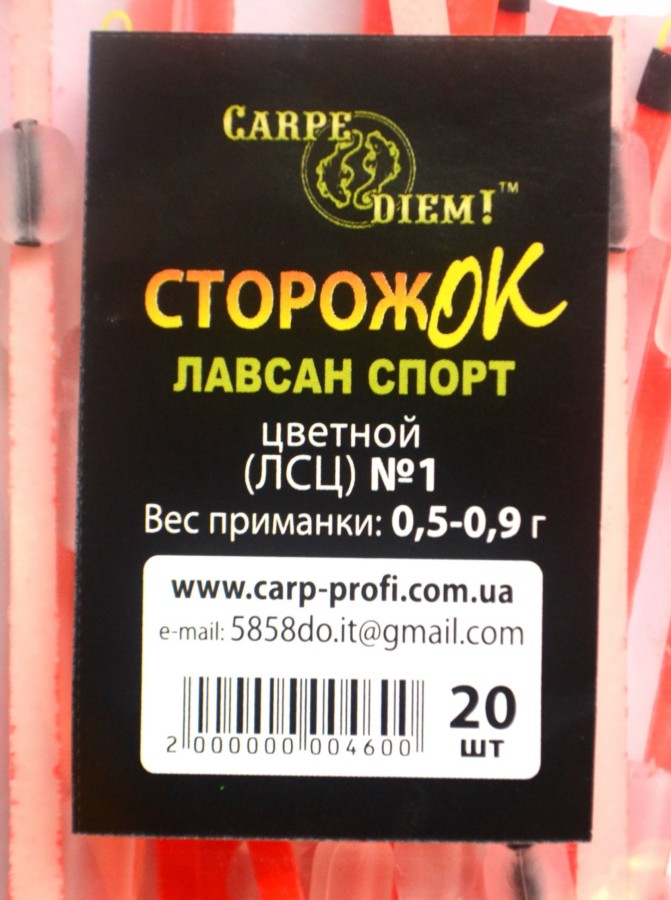 CARPE
DIEM!™
СТОРОЖОК
ЛАВСАН СПОРТ
цветной
(ЛСЦ) №1
Вес приманки: 0,5-0,9 г
www.carp-profi.com.ua
e-mail: 5858do.it@gmail.com
20
шт
2 000000 004600